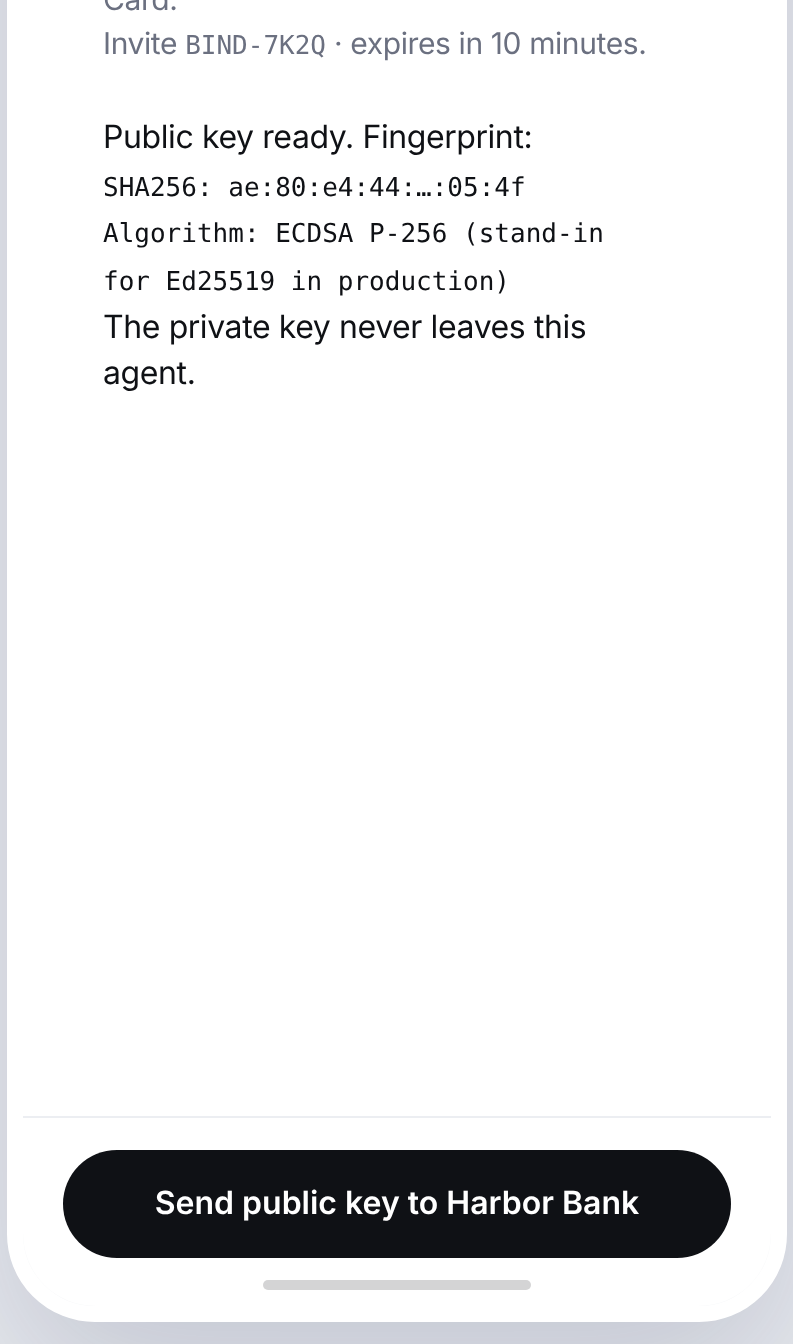 Card.
Invite BIND-7K2Q · expires in 10 minutes.
Public key ready. Fingerprint:
SHA256: ae:80:e4:44:…:05:4f
Algorithm: ECDSA P-256 (stand-in
for Ed25519 in production)
The private key never leaves this
agent.
Send public key to Harbor Bank